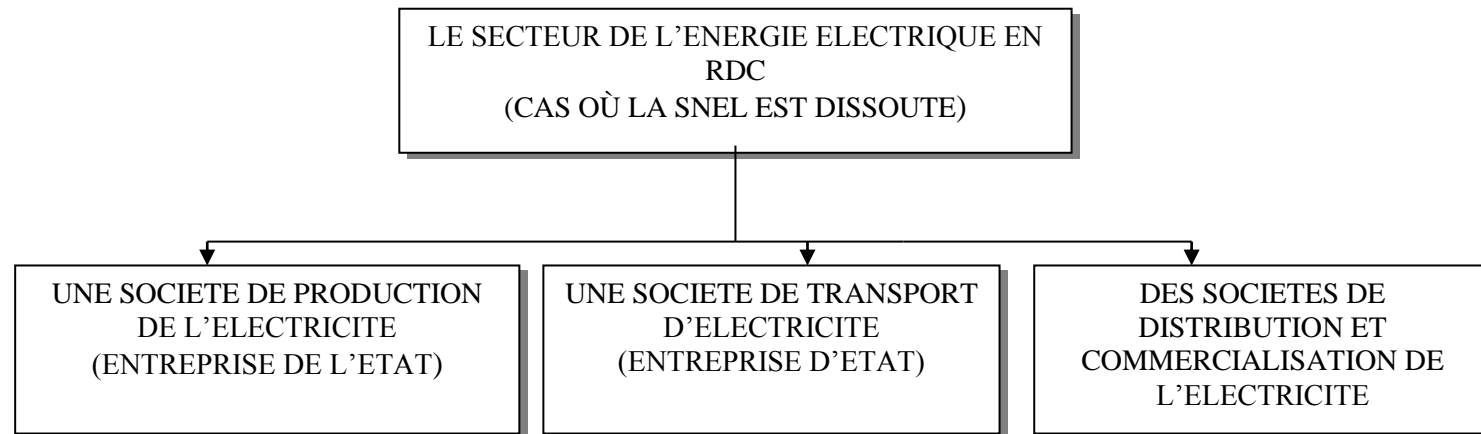 LE SECTEUR DE L’ENERGIE ELECTRIQUE EN
RDC
(CAS OÙ LA SNEL EST DISSOUTE)
UNE SOCIETE DE PRODUCTION
DE L’ELECTRICITE
(ENTREPRISE DE L’ETAT)
UNE SOCIETE DE TRANSPORT
D’ELECTRICITE
(ENTREPRISE D’ETAT)
DES SOCIETES DE
DISTRIBUTION ET
COMMERCIALISATION DE
L’ELECTRICITE